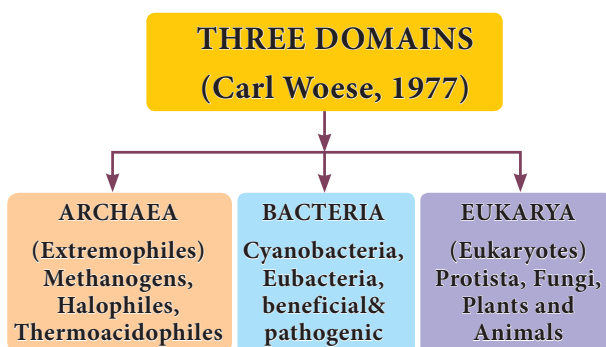 THREE DOMAINS
(Carl Woese, 1977)
ARCHAEA
(Extremophiles)
Methanogens,
Halophiles,
Thermoacidophiles
BACTERIA
Cyanobacteria,
Eubacteria,
beneficial&
pathogenic
EUKARYA
(Eukaryotes)
Protista, Fungi,
Plants and
Animals